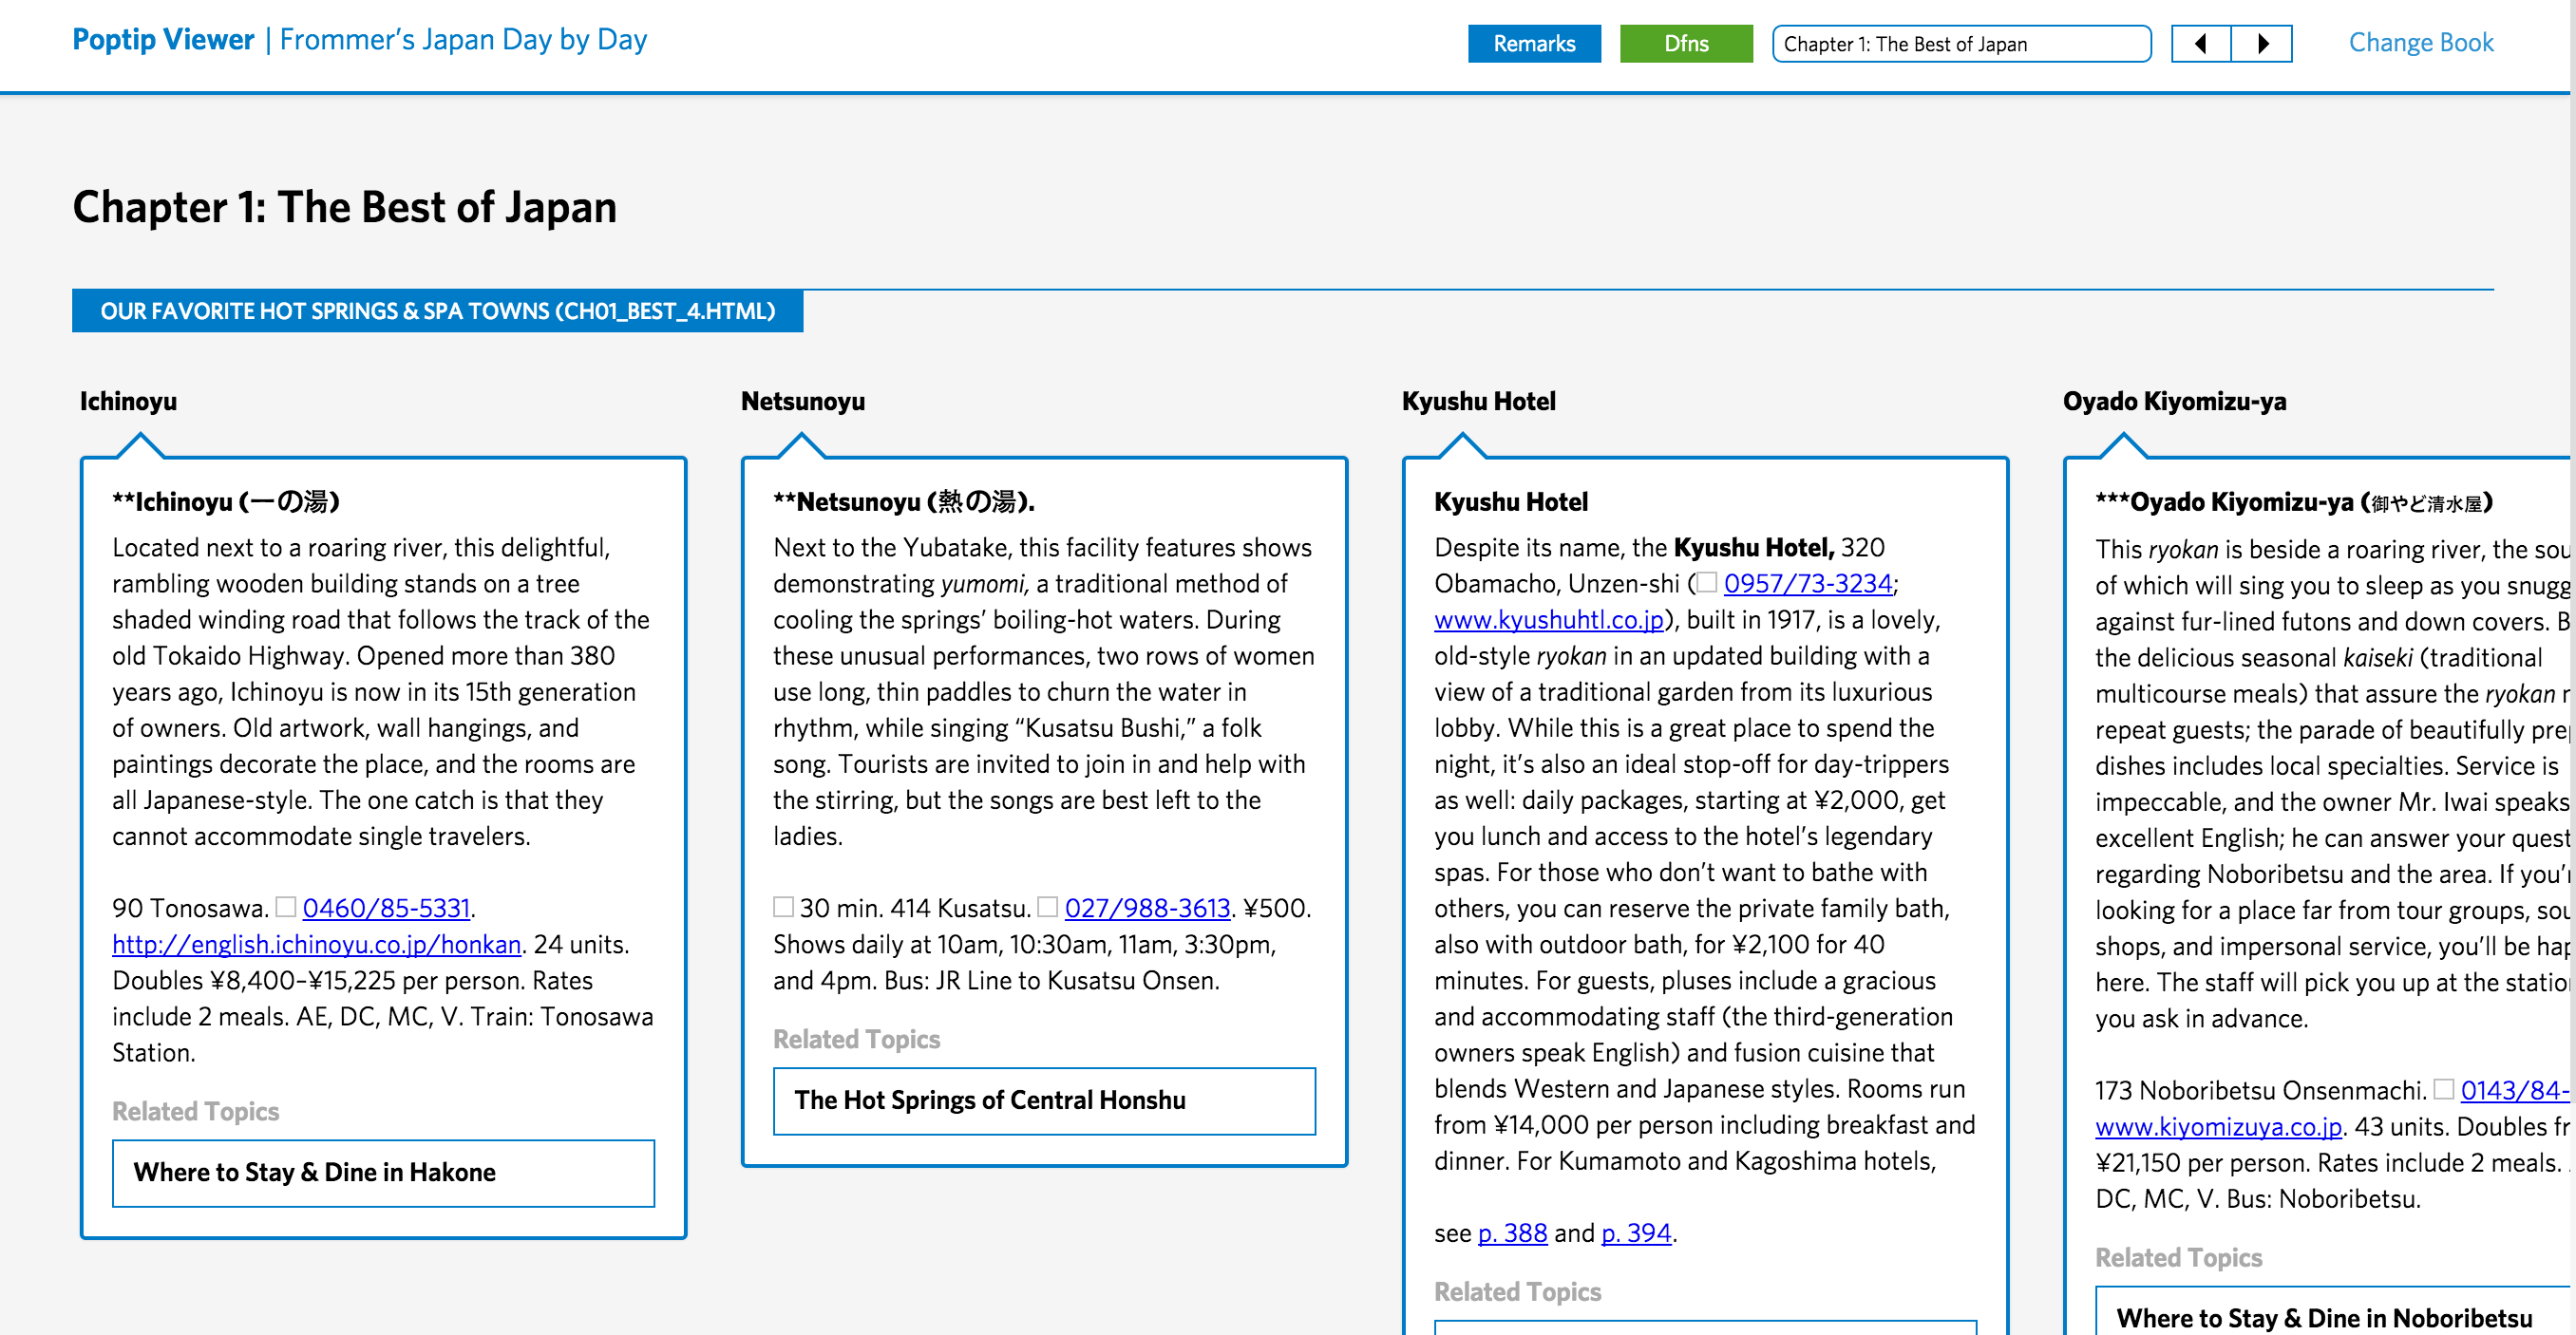 Poptip Viewer | Frommer’s Japan Day by Day
Remarks
Dfns
Chapter 1: The Best of Japan
Change Book
Chapter 1: The Best of Japan
OUR FAVORITE HOT SPRINGS & SPA TOWNS (CH01_BEST_4.HTML)
Ichinoyu
**Ichinoyu (一の湯)
Located next to a roaring river, this delightful,
rambling wooden building stands on a tree
shaded winding road that follows the track of the
old Tokaido Highway. Opened more than 380
years ago, Ichinoyu is now in its 15th generation
of owners. Old artwork, wall hangings, and
paintings decorate the place, and the rooms are
all Japanese-style. The one catch is that they
cannot accommodate single travelers.
90 Tonosawa. 0460/85-5331.
http://english.ichinoyu.co.jp/honkan. 24 units.
Doubles ¥8,400–¥15,225 per person. Rates
include 2 meals. AE, DC, MC, V. Train: Tonosawa
Station.
Related Topics
Where to Stay & Dine in Hakone
Netsunoyu
**Netsunoyu (熱の湯).
Next to the Yubatake, this facility features shows
demonstrating yumomi, a traditional method of
cooling the springs’ boiling-hot waters. During
these unusual performances, two rows of women
use long, thin paddles to churn the water in
rhythm, while singing “Kusatsu Bushi,” a folk
song. Tourists are invited to join in and help with
the stirring, but the songs are best left to the
ladies.
30 min. 414 Kusatsu. 027/988-3613. ¥500.
Shows daily at 10am, 10:30am, 11am, 3:30pm,
and 4pm. Bus: JR Line to Kusatsu Onsen.
Related Topics
The Hot Springs of Central Honshu
Kyushu Hotel
Kyushu Hotel
Despite its name, the Kyushu Hotel, 320
Obamacho, Unzen-shi ( 0957/73-3234;
www.kyushuhtl.co.jp), built in 1917, is a lovely,
old-style ryokan in an updated building with a
view of a traditional garden from its luxurious
lobby. While this is a great place to spend the
night, it’s also an ideal stop-off for day-trippers
as well: daily packages, starting at ¥2,000, get
you lunch and access to the hotel’s legendary
spas. For those who don’t want to bathe with
others, you can reserve the private family bath,
also with outdoor bath, for ¥2,100 for 40
minutes. For guests, pluses include a gracious
and accommodating staff (the third-generation
owners speak English) and fusion cuisine that
blends Western and Japanese styles. Rooms run
from ¥14,000 per person including breakfast and
dinner. For Kumamoto and Kagoshima hotels,
see p. 388 and p. 394.
Related Topics
Oyado Kiyomizu-ya
***Oyado Kiyomizu-ya (御やど清水屋)
This ryokan is beside a roaring river, the
of which will sing you to sleep as you
against fur-lined futons and down covers.
the delicious seasonal kaiseki (traditional
multicourse meals) that assure the ryokan
repeat guests; the parade of beautifully
dishes includes local specialties. Service is
impeccable, and the owner Mr. Iwai speaks
excellent English; he can answer your
regarding Noboribetsu and the area. If
looking for a place far from tour groups,
shops, and impersonal service, you’ll be
here. The staff will pick you up at the
you ask in advance.
173 Noboribetsu Onsenmachi. 0143/84-
www.kiyomizuya.co.jp. 43 units. Doubles
¥21,150 per person. Rates include 2 meals.
DC, MC, V. Bus: Noboribetsu.
Related Topics
Where to Stay & Dine in Noboribetsu